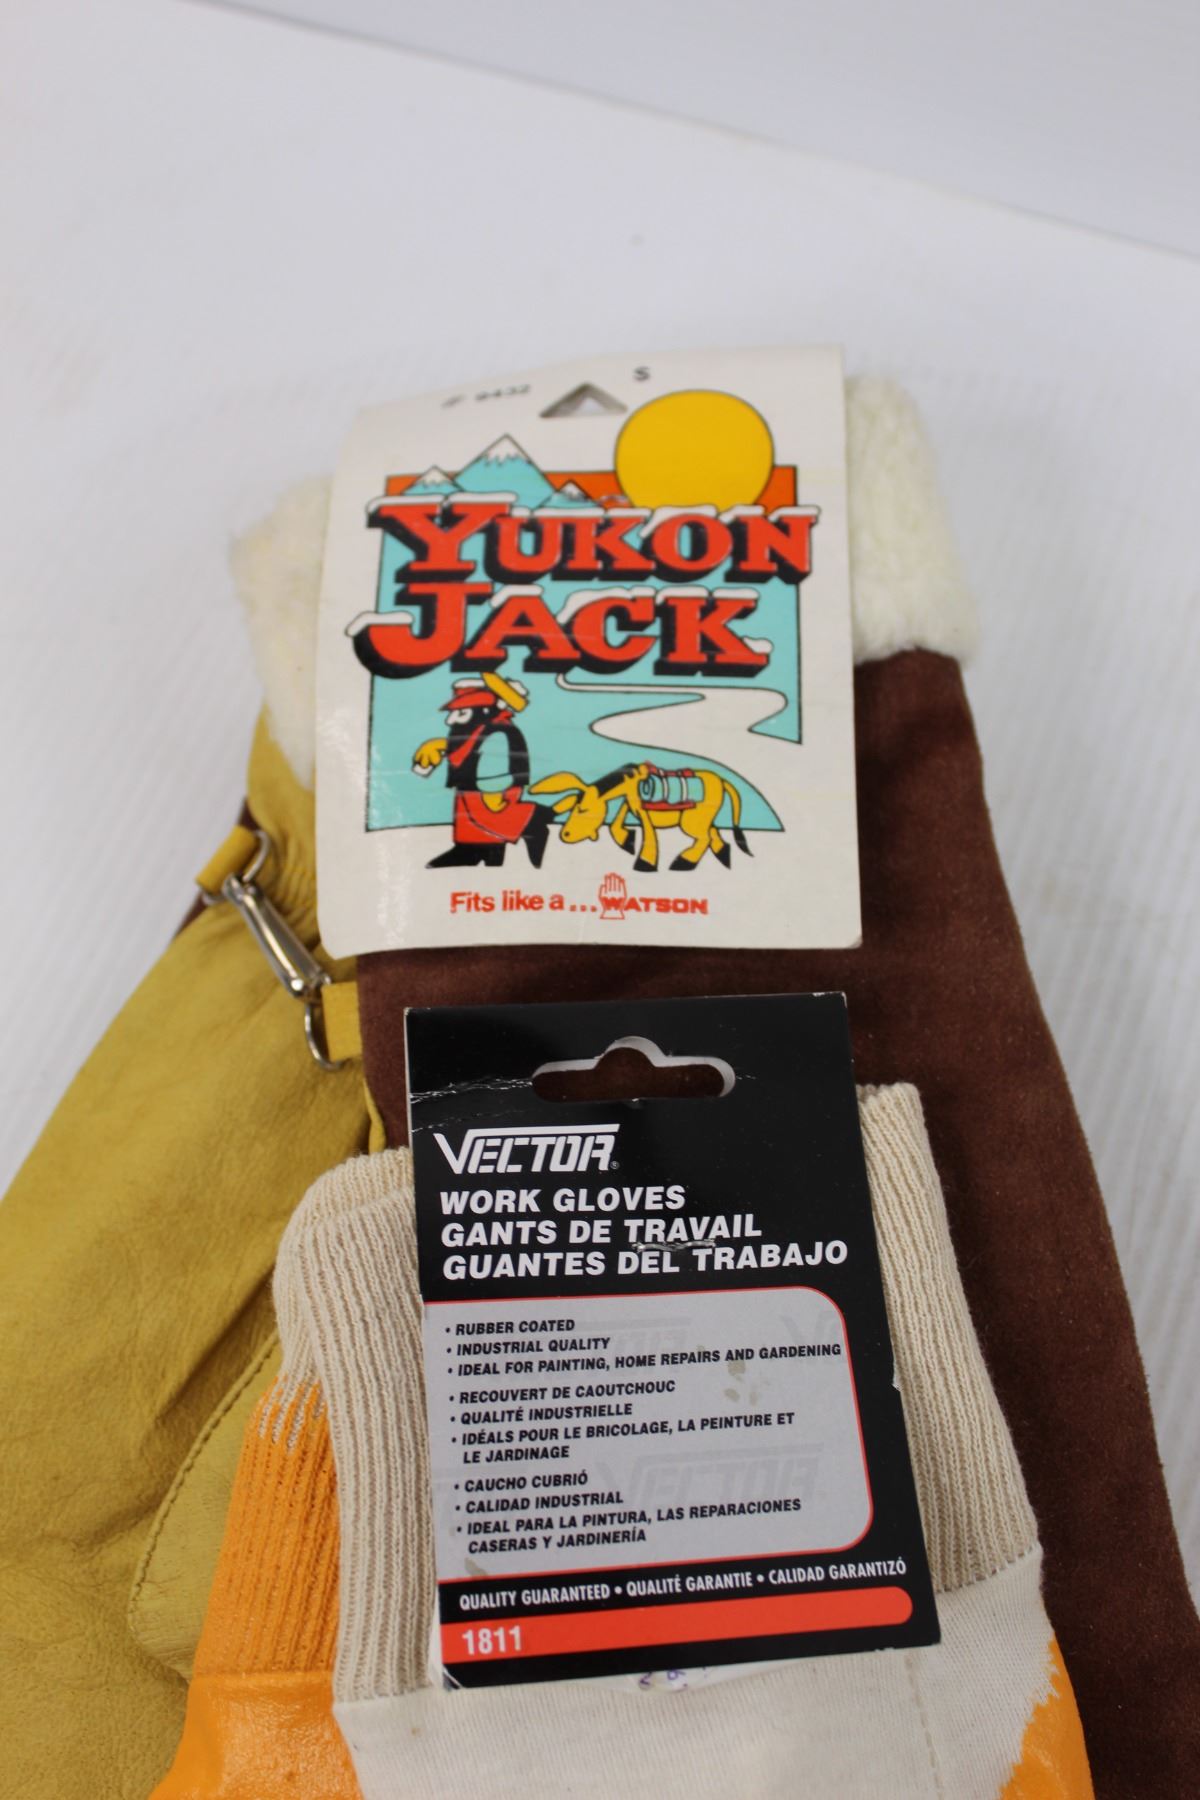 # 9432 S
YUKON
JACK
Fits like a... WATSON
VECTOR®
WORK GLOVES
GANTS DE TRAVAIL
GUANTES DEL TRABAJO
• RUBBER COATED
• INDUSTRIAL QUALITY
• IDEAL FOR PAINTING, HOME REPAIRS AND GARDENING
• RECOUVERT DE CAOUTCHOUC
• QUALITÉ INDUSTRIELLE
• IDÉALS POUR LE BRICOLAGE, LA PEINTURE ET
LE JARDINAGE
• CAUCHO CUBRIÓ
• CALIDAD INDUSTRIAL
• IDEAL PARA LA PINTURA, LAS REPARACIONES
CASERAS Y JARDINERÍA
QUALITY GUARANTEED • QUALITÉ GARANTIE • CALIDAD GARANTIZÓ
1811